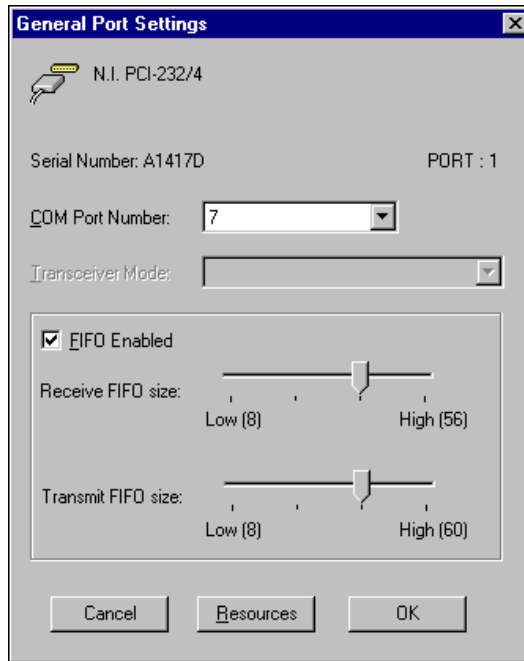 General Port Settings
N.I. PCI-232/4
Serial Number: A1417D PORT : 1
COM Port Number: 7
Transceiver Mode:
FIFO Enabled
Receive FIFO size:
Low (8) High (56)
Transmit FIFO size:
Low (8) High (60)
Cancel Resources OK